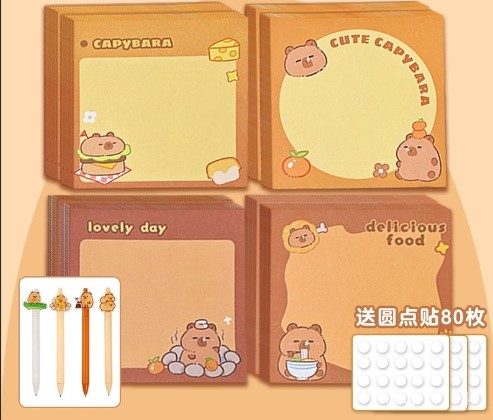 CAPYBARA
CUTE CAPYBARA
lovely day
delicious
food
送圆点贴80枚